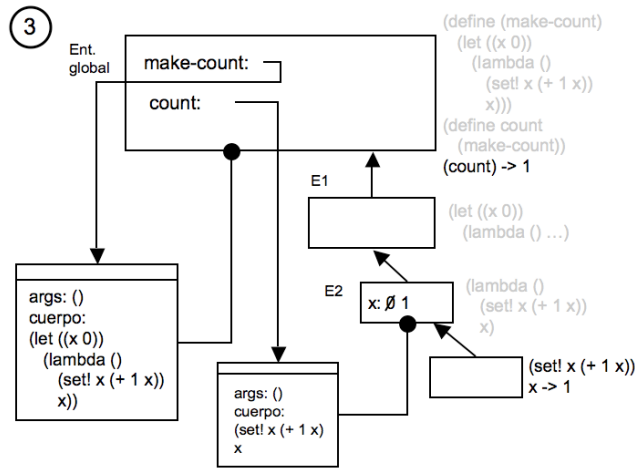 3
Ent.
global
make-count:
count:
(define (make-count)
(let ((x 0))
(lambda ()
(set! x (+ 1 x))
x)))
(define count
(make-count))
(count) -> 1
E1
(let ((x 0))
(lambda () …)
E2
x: 0 1
(lambda ()
(set! x (+ 1 x))
x)
(set! x (+ 1 x))
x -> 1
args: ()
cuerpo:
(let ((x 0))
(lambda ()
(set! x (+ 1 x))
x))
args: ()
cuerpo:
(set! x (+ 1 x)
x